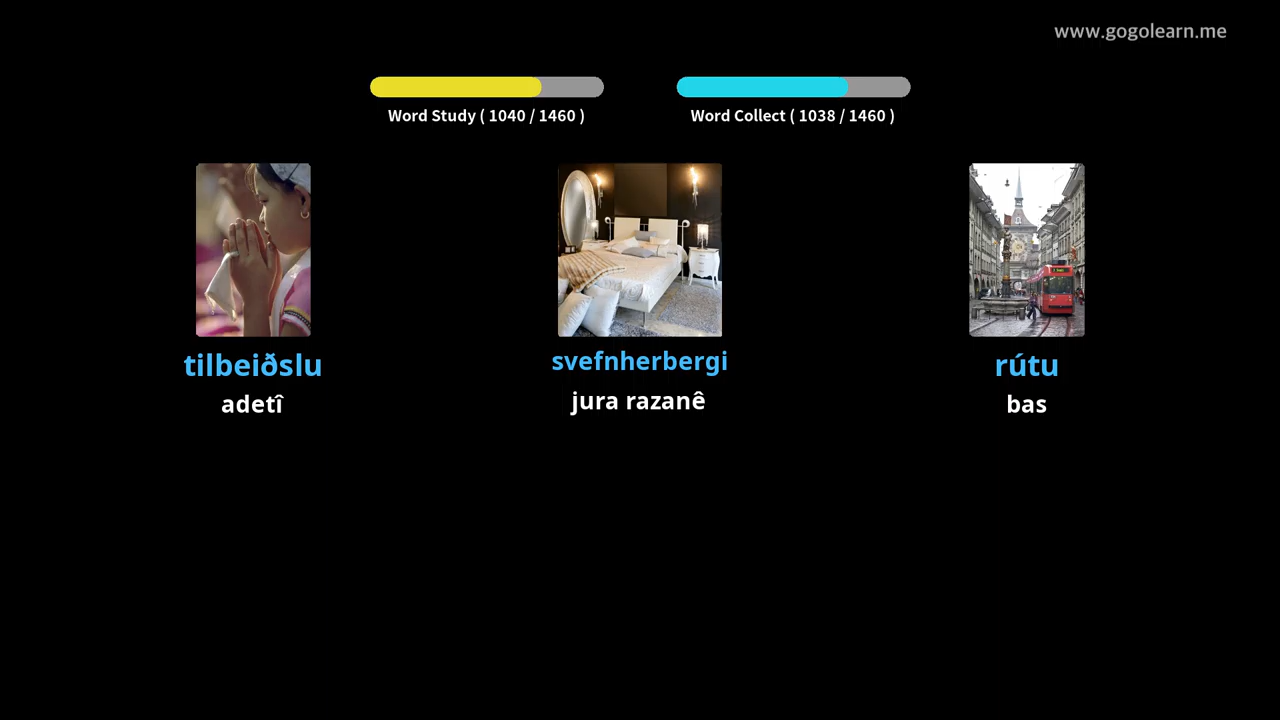 www.gogolearn.me
Word Study ( 1040 / 1460 )
Word Collect ( 1038 / 1460 )
tilbeiðslu
adetî
svefnherbergi
jura razanê
rútu
bas